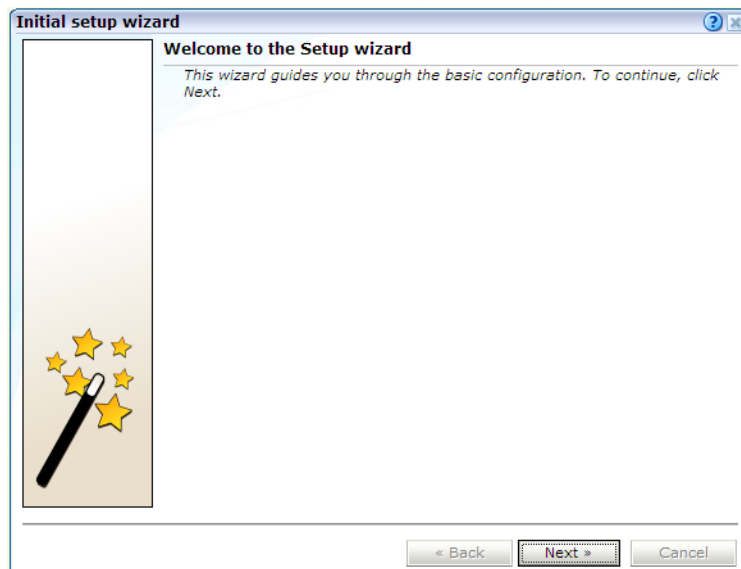 Initial setup wizard
Welcome to the Setup wizard
This wizard guides you through the basic configuration. To continue, click
Next.
« Back Next » Cancel